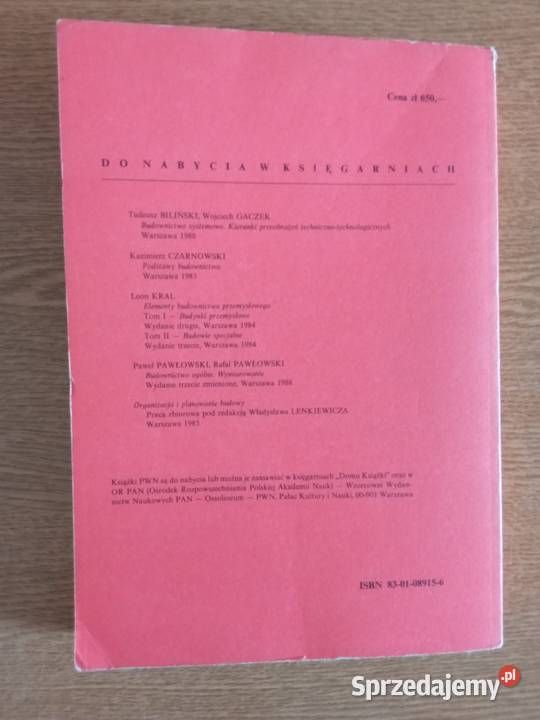 Cena zł 650,—
DO NABYCIA W KSIĘGARNIACH
Tadeusz BILIŃSKI, Wojciech GACZEK
Budownictwo systemowe. Kierunki przeobrażeń techniczno-technologicznych
Warszawa 1988
Kazimierz CZARNOWSKI
Podstawy budownictwa
Warszawa 1983
Leon KRAL
Elementy budownictwa przemysłowego
Tom I — Budynki przemysłowe
Wydanie drugie, Warszawa 1984
Tom II — Budowle specjalne
Wydanie trzecie, Warszawa 1984
Paweł PAWŁOWSKI, Rafał PAWŁOWSKI
Budownictwo ogólne. Wymiarowanie
Wydanie trzecie zmienione, Warszawa 1986
Organizacja i planowanie budowy
Praca zbiorowa pod redakcją Władysława LENKIEWICZA
Warszawa 1985
Książki PWN są do nabycia lub można je zamawiać w księgarniach „Domu Książki" oraz w
OR PAN (Ośrodek Rozpowszechniania Polskiej Akademii Nauk) — Wzorcowni Wydaw-
nictw Naukowych PAN — Ossolineum — PWN, Pałac Kultury i Nauki, 00-901 Warszawa
ISBN 83-01-08915-6
Sprzedajemy.pl